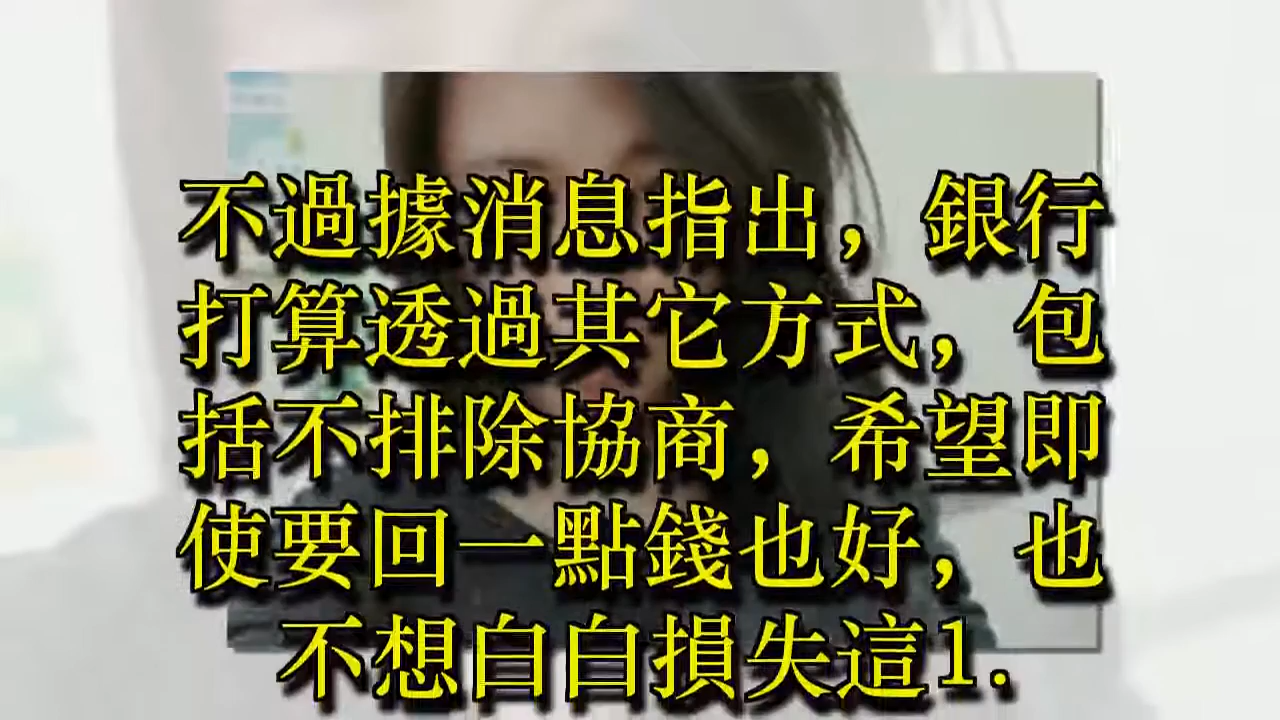 不過據消息指出，銀行
打算透過其它方式，包
括不排除協商，希望即
使要回一點錢也好，也
不想白白損失這1.